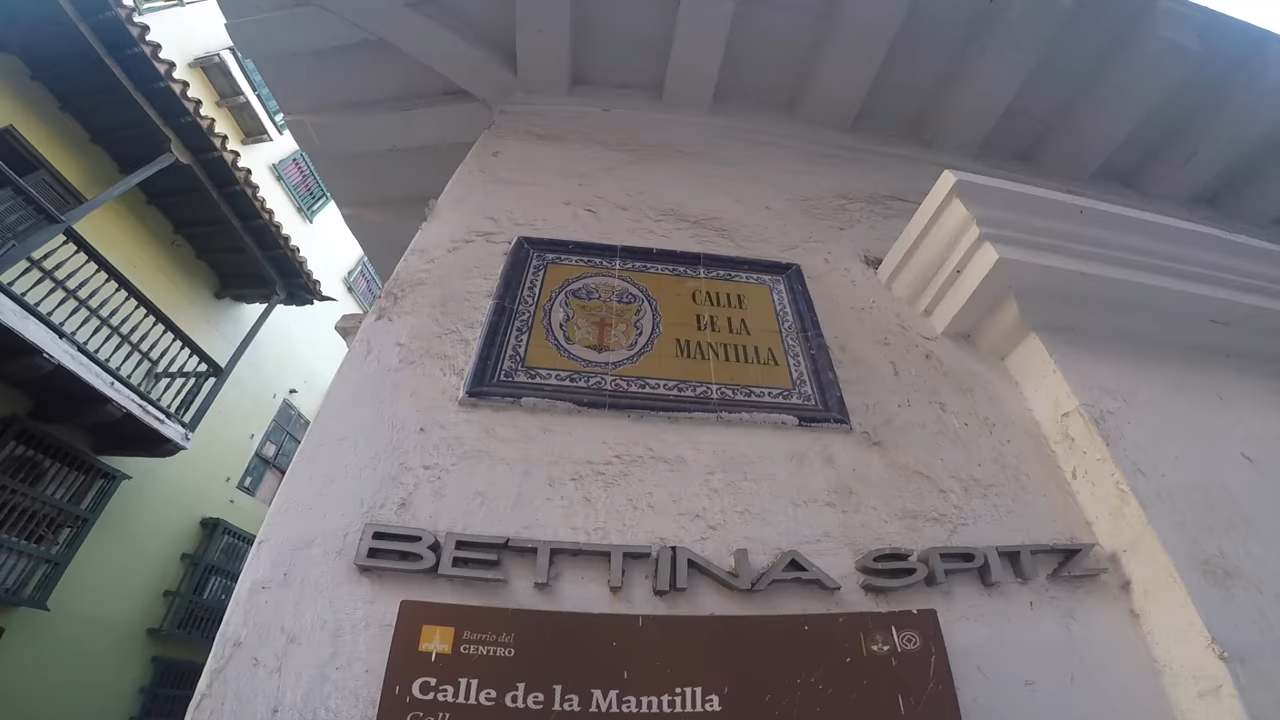 CALLE
DE LA
MANTILLA
BETTINA SPITZ
Barrio del
CENTRO
Calle de la Mantilla